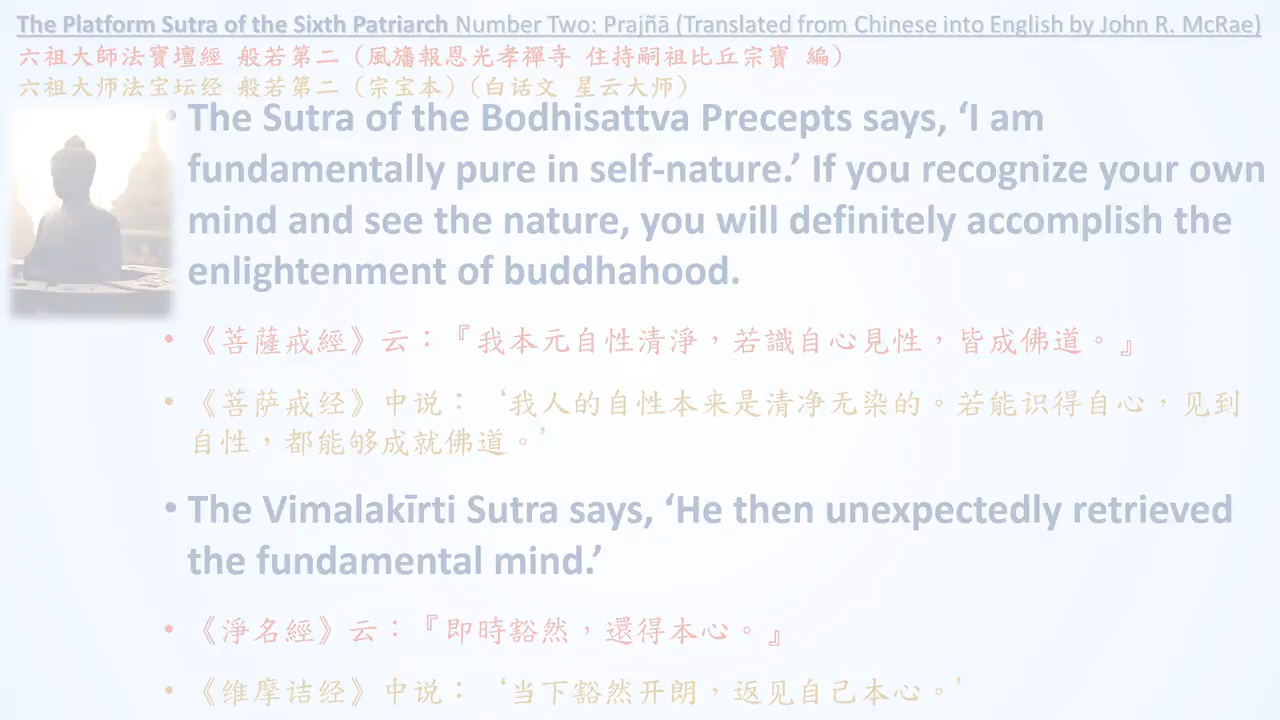 The Platform Sutra of the Sixth Patriarch Number Two: Prajñā (Translated from Chinese into English by John R. McRae)
六祖大師法寶壇經 般若第二 (風旛報恩光孝禪寺 住持嗣祖比丘宗寶 編)
六祖大师法宝坛经 般若第二 (宗宝本) (白话文 星云大师)
• The Sutra of the Bodhisattva Precepts says, ‘I am
fundamentally pure in self-nature.’ If you recognize your own
mind and see the nature, you will definitely accomplish the
enlightenment of buddhahood.
• 《菩薩戒經》云：『我本元自性清淨，若識自心見性，皆成佛道。』
• 《菩萨戒经》中说：‘我人的自性本来是清净无染的。若能识得自心，见到
自性，都能够成就佛道。’
• The Vimalakīrti Sutra says, ‘He then unexpectedly retrieved
the fundamental mind.’
• 《淨名經》云：『即時豁然，還得本心。』
• 《维摩诘经》中说：‘当下豁然开朗，返见自己本心。’